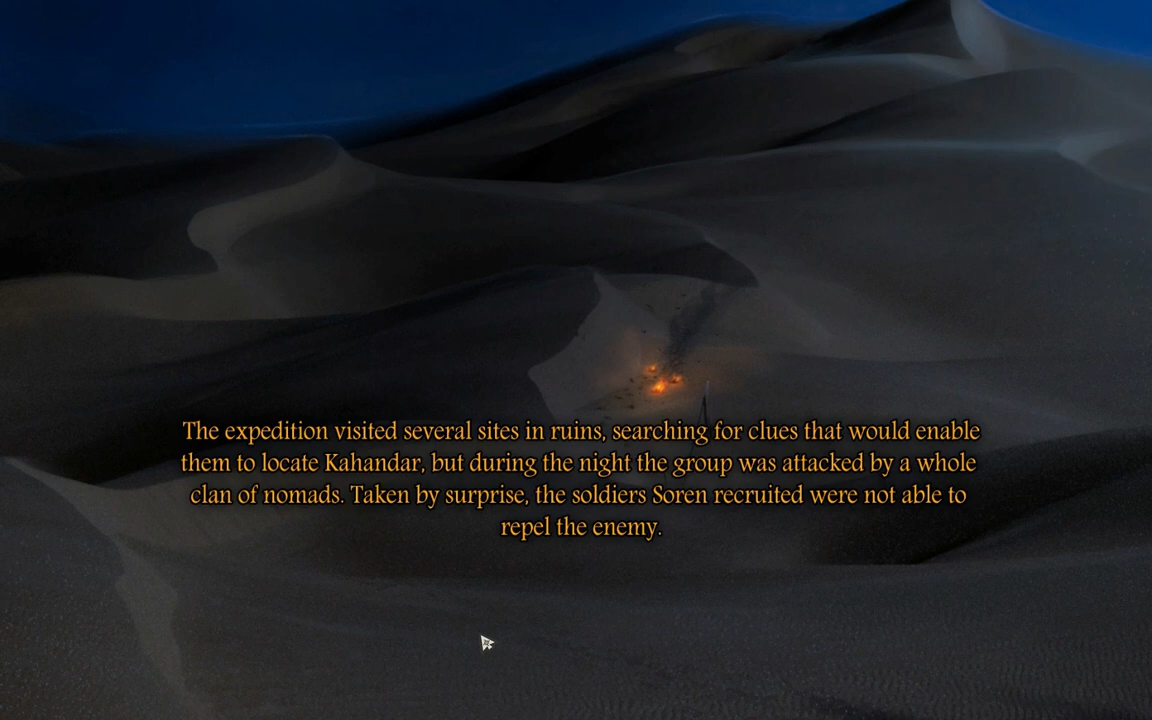 The expedition visited several sites in ruins, searching for clues that would enable
them to locate Kahandar, but during the night the group was attacked by a whole
clan of nomads. Taken by surprise, the soldiers Soren recruited were not able to
repel the enemy.